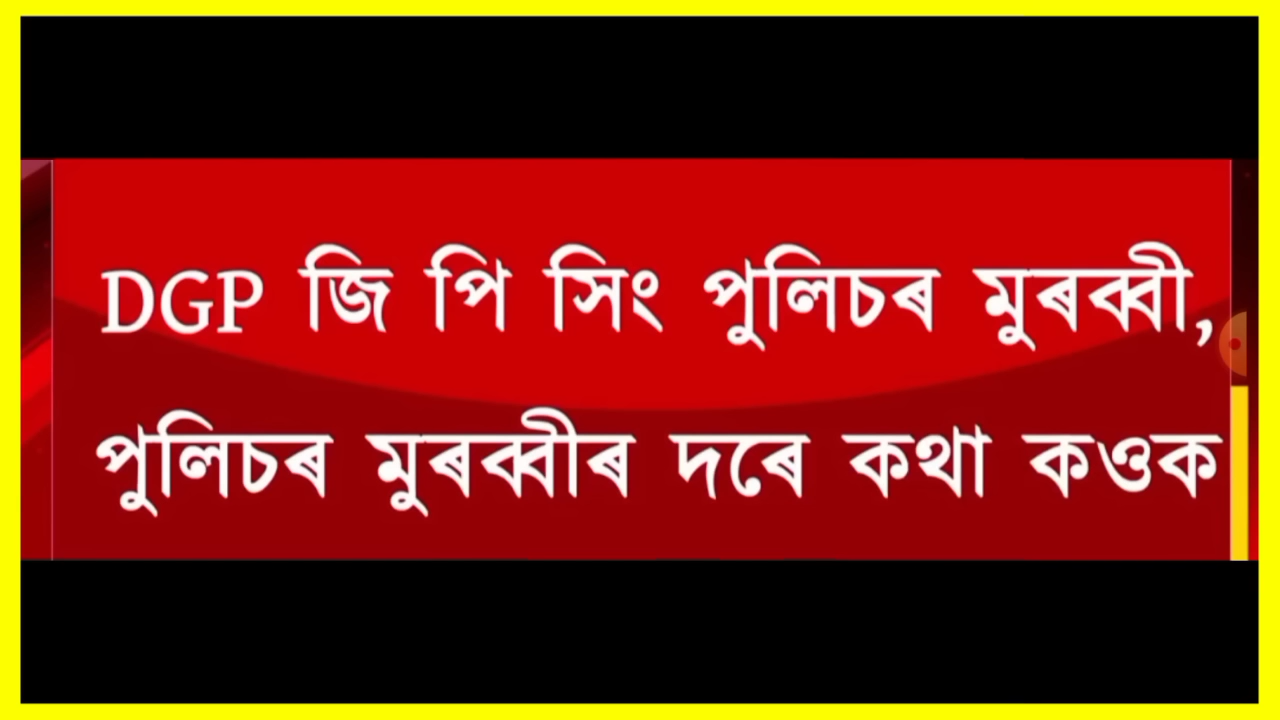 DGP জি পি সিং পুলিচৰ মুৰব্বী,
পুলিচৰ মুৰব্বীৰ দৰে কথা কওক